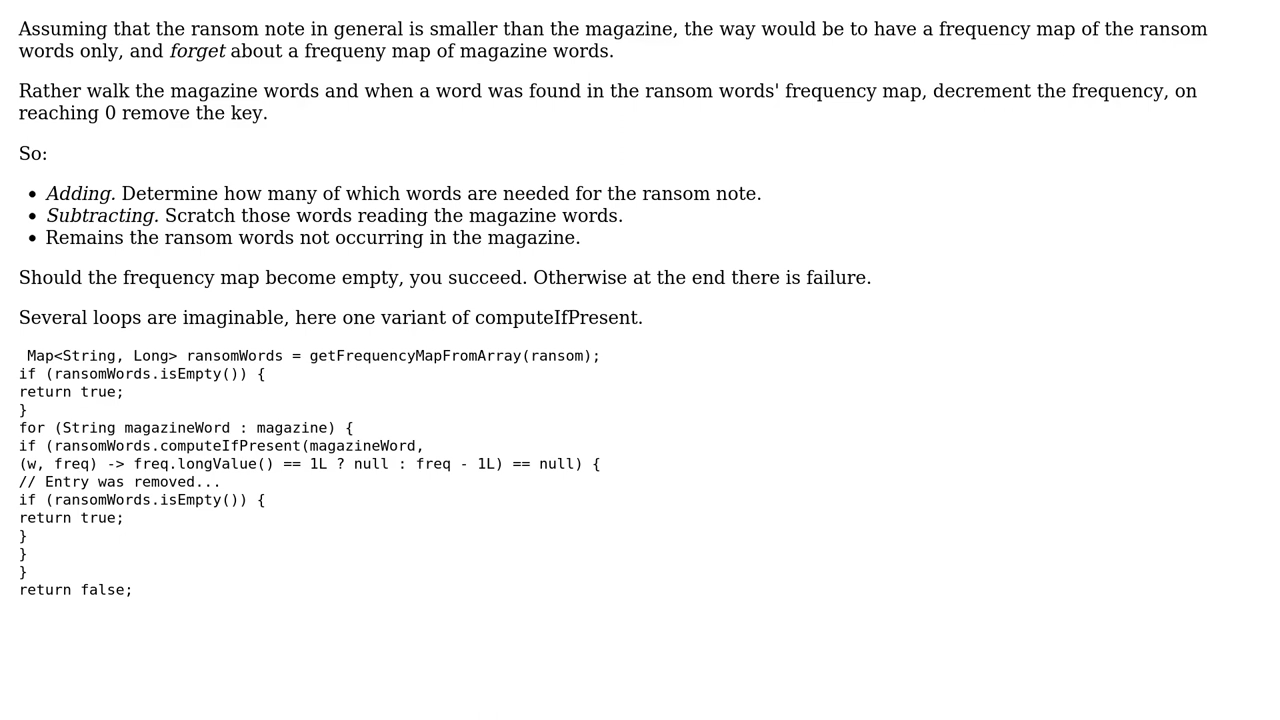 Assuming that the ransom note in general is smaller than the magazine, the way would be to have a frequency map of the ransom
words only, and forget about a frequeny map of magazine words.
Rather walk the magazine words and when a word was found in the ransom words' frequency map, decrement the frequency, on
reaching 0 remove the key.
So:
• Adding. Determine how many of which words are needed for the ransom note.
• Subtracting. Scratch those words reading the magazine words.
• Remains the ransom words not occurring in the magazine.
Should the frequency map become empty, you succeed. Otherwise at the end there is failure.
Several loops are imaginable, here one variant of computeIfPresent.
Map<String, Long> ransomWords = getFrequencyMapFromArray(ransom);
if (ransomWords.isEmpty()) {
return true;
}
for (String magazineWord : magazine) {
if (ransomWords.computeIfPresent(magazineWord,
(w, freq) -> freq.longValue() == 1L ? null : freq - 1L) == null) {
// Entry was removed...
if (ransomWords.isEmpty()) {
return true;
}
}
}
return false;